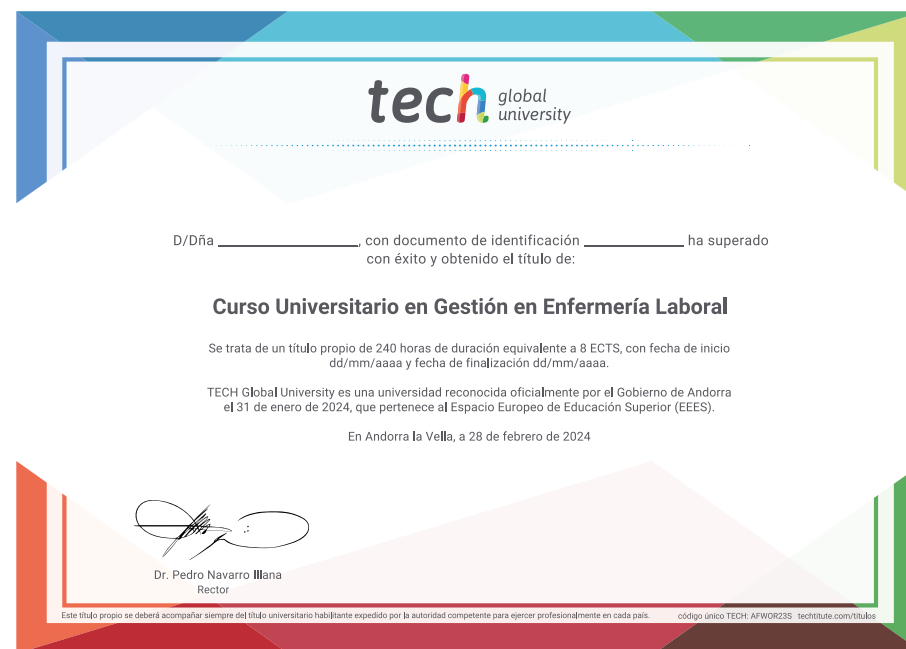 tech global
university
D/Dña ______________, con documento de identificación ______________ ha superado
con éxito y obtenido el título de:
Curso Universitario en Gestión en Enfermería Laboral
Se trata de un título propio de 240 horas de duración equivalente a 8 ECTS, con fecha de inicio
dd/mm/aaaa y fecha de finalización dd/mm/aaaa.
TECH Global University es una universidad reconocida oficialmente por el Gobierno de Andorra
el 31 de enero de 2024, que pertenece al Espacio Europeo de Educación Superior (EEES).
En Andorra la Vella, a 28 de febrero de 2024
Dr. Pedro Navarro Illana
Rector
Este título propio se deberá acompañar siempre del título universitario habilitante expedido por la autoridad competente para ejercer profesionalmente en cada país.
código único TECH: AFWOR23S techtitute.com/titulos